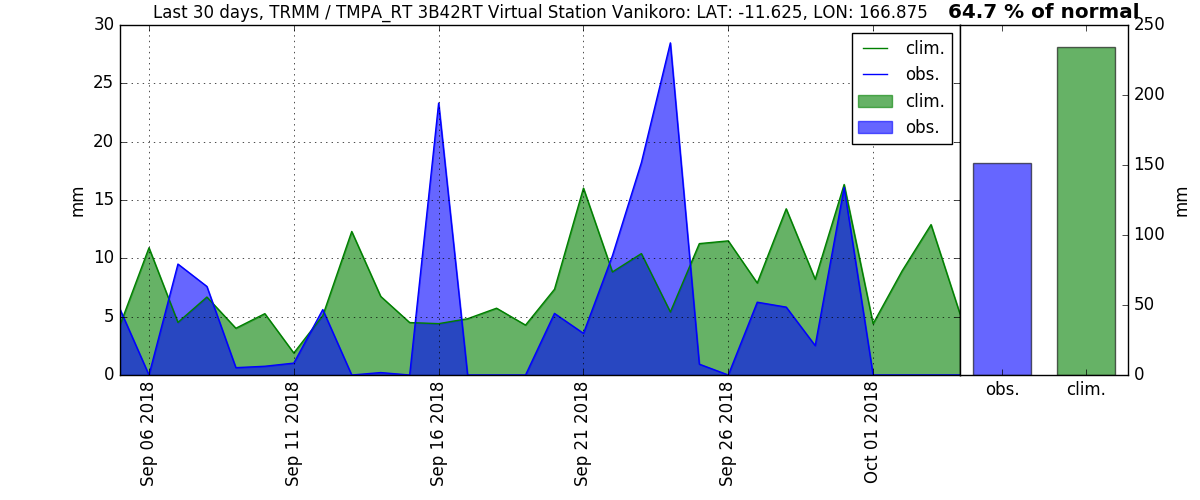 Last 30 days, TRMM / TMPA_RT 3B42RT Virtual Station Vanikoro: LAT: -11.625, LON: 166.875
64.7 % of normal
30
25
20
15
10
5
0
mm
clim.
obs.
clim.
obs.
Sep 06 2018
Sep 11 2018
Sep 16 2018
Sep 21 2018
Sep 26 2018
Oct 01 2018
250
200
150
100
50
0
mm
obs.
clim.